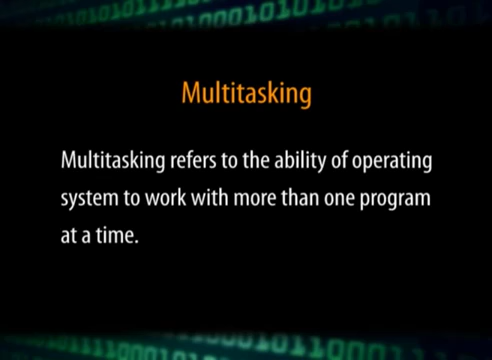 Multitasking
Multitasking refers to the ability of operating
system to work with more than one program
at a time.